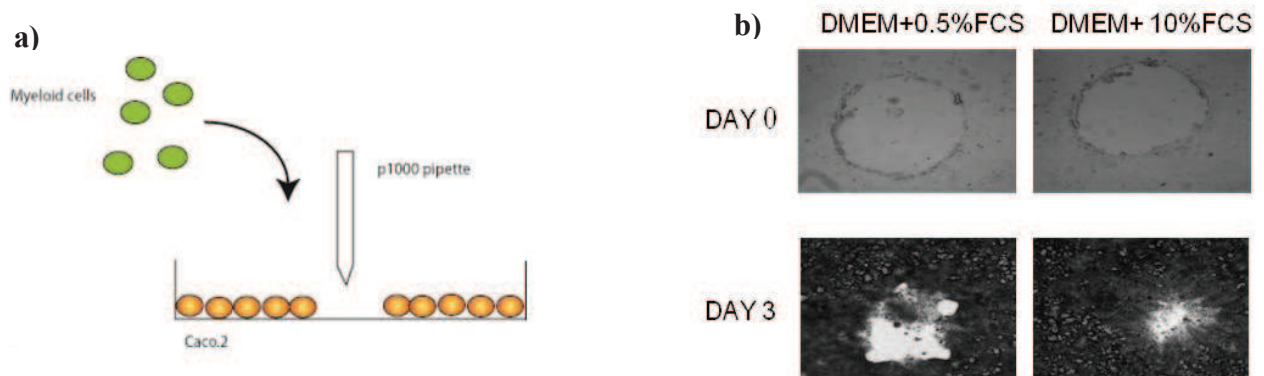 a)
Myeloid cells
p1000 pipette
Caco.2
b)
DMEM+0.5%FCS DMEM+ 10%FCS
DAY 0
DAY 3